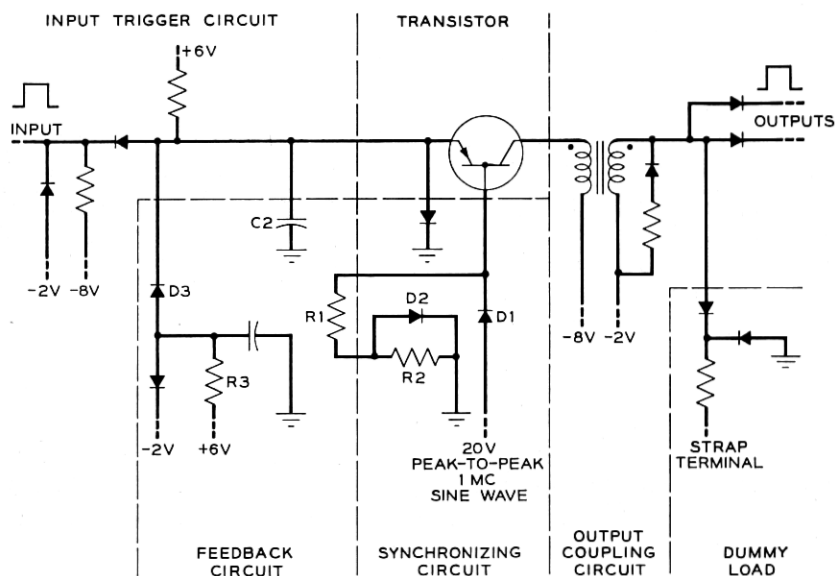 INPUT TRIGGER CIRCUIT
TRANSISTOR
+6V
INPUT
OUTPUTS
C2
-2V
-8V
D3
R1
D2
D1
R2
R3
-8V
-2V
-2V
+6V
20V
PEAK-TO-PEAK
1 MC
SINE WAVE
STRAP
TERMINAL
FEEDBACK
CIRCUIT
SYNCHRONIZING
CIRCUIT
OUTPUT
COUPLING
CIRCUIT
DUMMY
LOAD